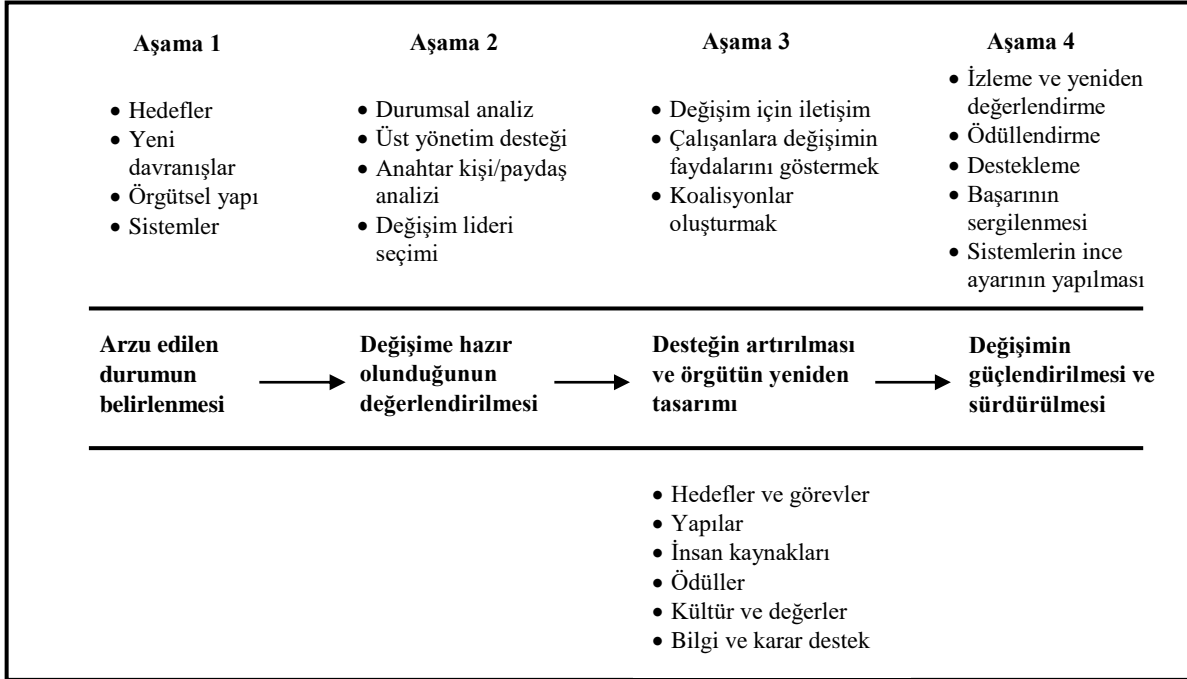 Aşama 1
• Hedefler
• Yeni
davranışlar
• Örgütsel yapı
• Sistemler
Aşama 2
• Durumsal analiz
• Üst yönetim desteği
• Anahtar kişi/paydaş
analizi
• Değişim lideri
seçimi
Aşama 3
• Değişim için iletişim
• Çalışanlara değişimin
faydalarını göstermek
• Koalisyonlar
oluşturmak
Aşama 4
• İzleme ve yeniden
değerlendirme
• Ödüllendirme
• Destekleme
• Başarının
sergilenmesi
• Sistemlerin ince
ayarının yapılması
Arzu edilen
durumun
belirlenmesi
Değişime hazır
olunduğunun
değerlendirilmesi
Desteğin artırılması
ve örgütün yeniden
tasarımı
Değişimin
güçlendirilmesi ve
sürdürülmesi
• Hedefler ve görevler
• Yapılar
• İnsan kaynakları
• Ödüller
• Kültür ve değerler
• Bilgi ve karar destek